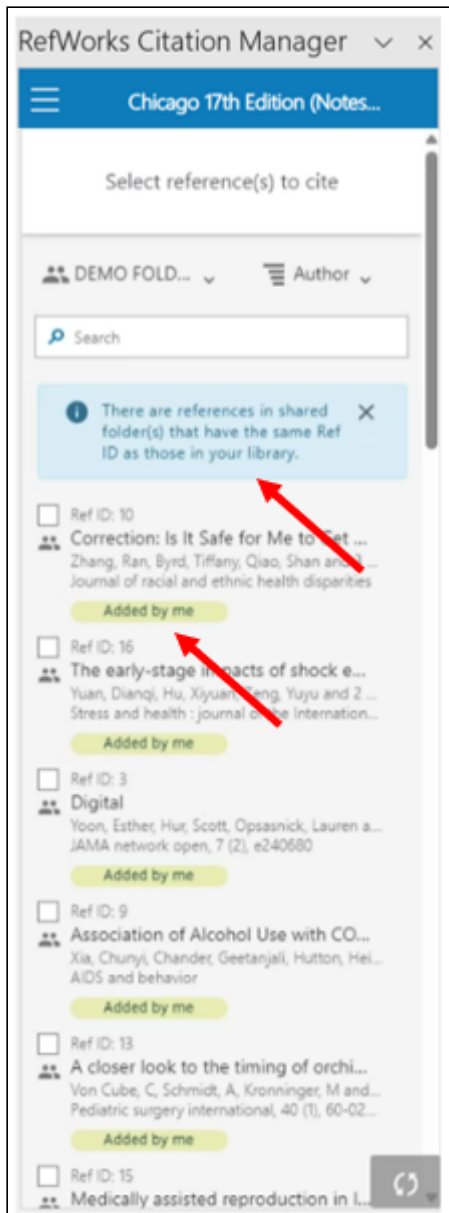 RefWorks Citation Manager
Chicago 17th Edition (Notes...
Select reference(s) to cite
DEMO FOLD... Author
Search
There are references in shared
folder(s) that have the same Ref
ID as those in your library.
Ref ID: 10
Correction: Is It Safe for Me to Get ...
Zhang, Ran, Byrd, Tiffany, Qiao, Shan and 3 ...
Journal of racial and ethnic health disparities
Added by me
Ref ID: 16
The early-stage impacts of shock e...
Yuan, Dianqi, Hu, Xiyuan, Zeng, Yuyu and 2 ...
Stress and health : journal of the Internation...
Added by me
Ref ID: 3
Digital
Yoon, Esther, Hur, Scott, Opsasnick, Lauren a...
JAMA network open, 7 (2), e240680
Added by me
Ref ID: 9
Association of Alcohol Use with CO...
Xia, Chunyi, Chander, Geetanjali, Hutton, Hei...
AIDS and behavior
Added by me
Ref ID: 13
A closer look to the timing of orchi...
Von Cube, C, Schmidt, A, Kronninger, M and...
Pediatric surgery international, 40 (1), 60-02...
Added by me
Ref ID: 15
Medically assisted reproduction in I...